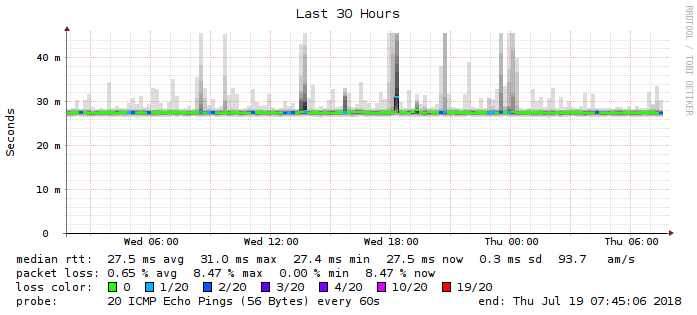 Last 30 Hours
RRDTOOL / TOBI OETIKER
Seconds
40 m
30 m
20 m
10 m
0
Wed 06:00 Wed 12:00 Wed 18:00 Thu 00:00 Thu 06:00
median rtt: 27.5 ms avg 31.0 ms max 27.4 ms min 27.5 ms now 0.3 ms sd 93.7 am/s
packet loss: 0.65 % avg 8.47 % max 0.00 % min 8.47 % now
loss color: 0 1/20 2/20 3/20 4/20 10/20 19/20
probe: 20 ICMP Echo Pings (56 Bytes) every 60s end: Thu Jul 19 07:45:06 2018